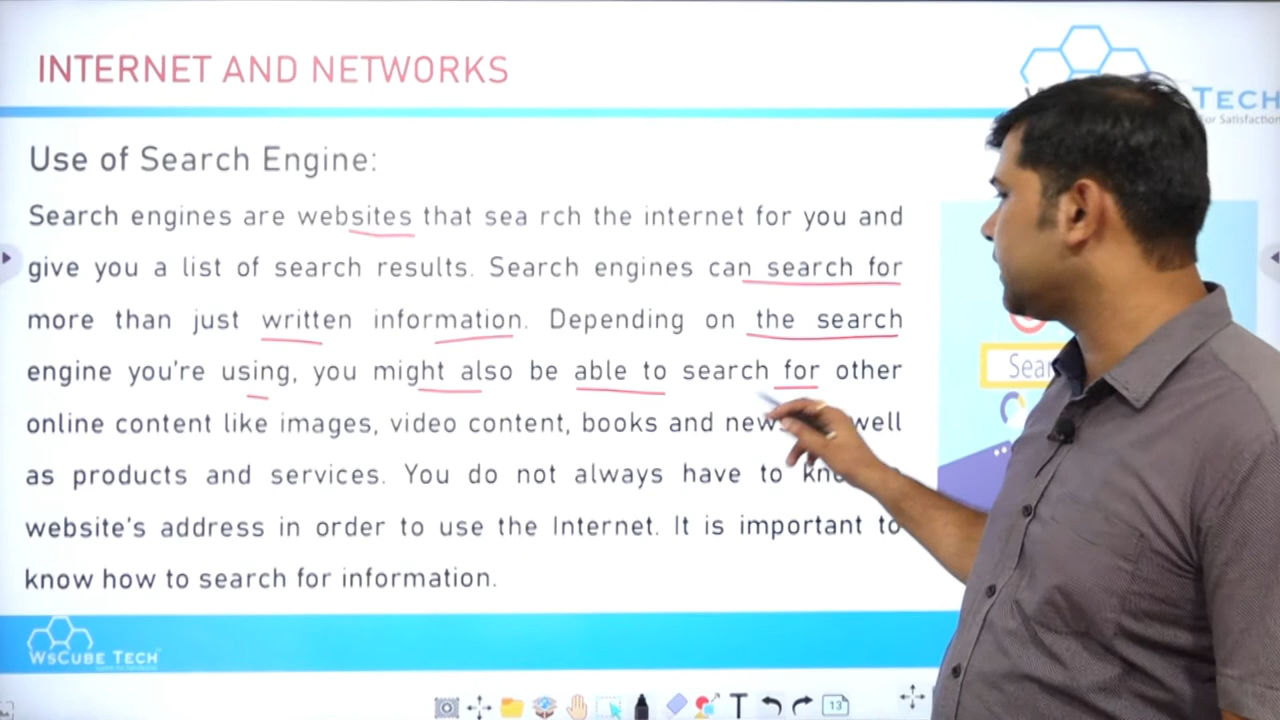 INTERNET AND NETWORKS
TECH
or Satisfaction
Use of Search Engine:
Search engines are websites that sea rch the internet for you and
give you a list of search results. Search engines can search for
more than just written information. Depending on the search
engine you're using, you might also be able to search for other
online content like images, video content, books and news well
as products and services. You do not always have to
website's address in order to use the Internet. It is important to
know how to search for information.
Sear
WSCUBE TECH
13